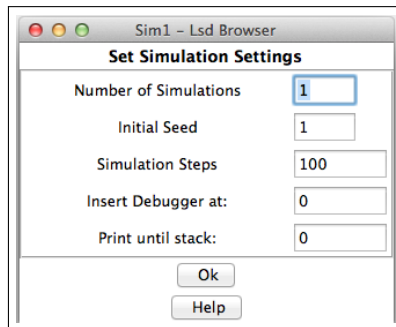 Sim1 - Lsd Browser
Set Simulation Settings
Number of Simulations 1
Initial Seed 1
Simulation Steps 100
Insert Debugger at: 0
Print until stack: 0
Ok
Help